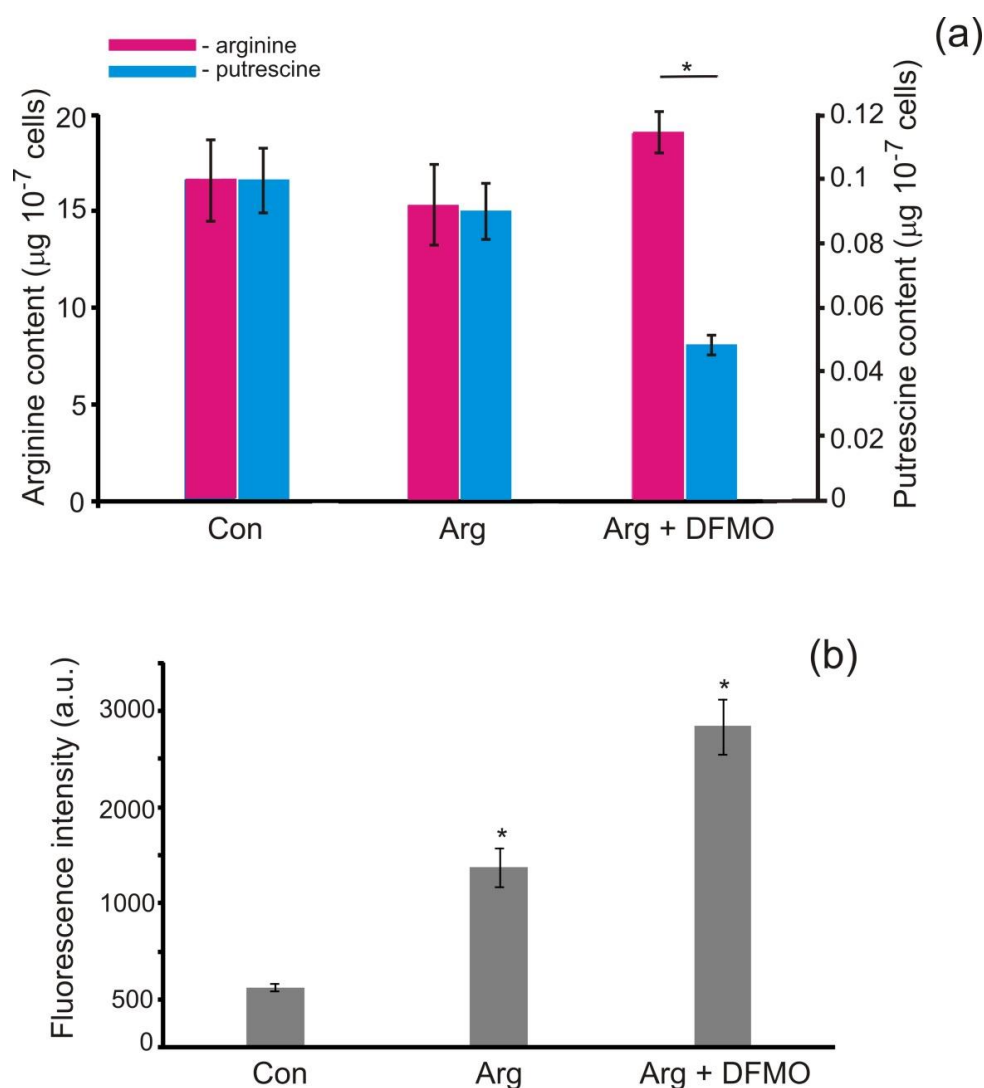 (a)
- arginine
- putrescine
*
Arginine content (µg 10⁻⁷ cells)
20
15
10
5
0
Putrescine content (µg 10⁻⁷ cells)
0.12
0.1
0.08
0.06
0.04
0.02
0
Con Arg Arg + DFMO
(b)
Fluorescence intensity (a.u.)
3000
2000
1000
500
0
*
*
Con Arg Arg + DFMO